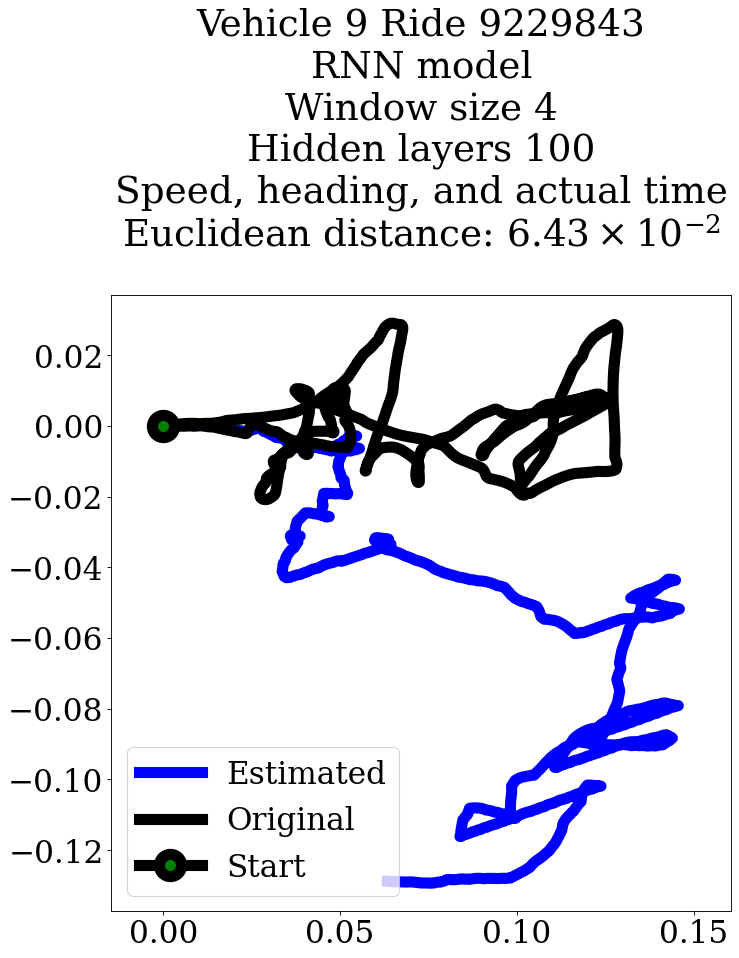 Vehicle 9 Ride 9229843
RNN model
Window size 4
Hidden layers 100
Speed, heading, and actual time
Euclidean distance: 6.43 × 10⁻²
0.02
0.00
−0.02
−0.04
−0.06
−0.08
−0.10
−0.12
Estimated
Original
Start
0.00 0.05 0.10 0.15